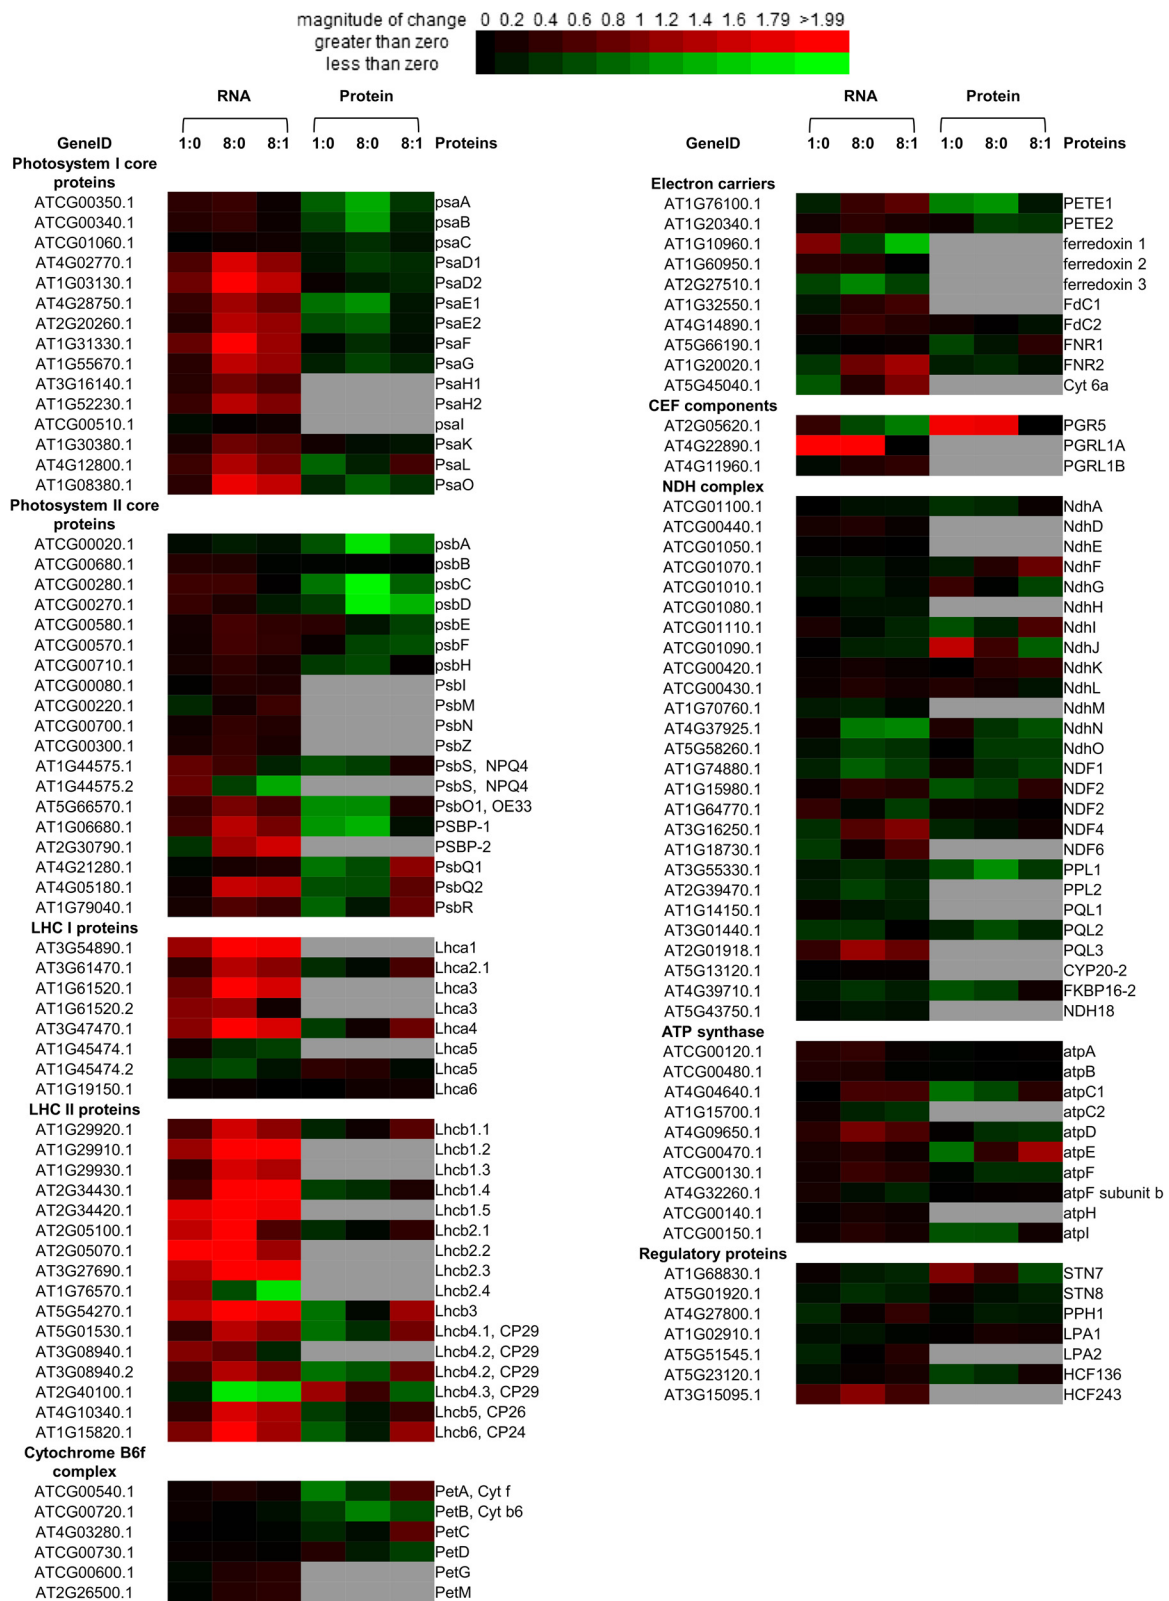 magnitude of change 0 0.2 0.4 0.6 0.8 1 1.2 1.4 1.6 1.79 >1.99
greater than zero
less than zero
RNA Protein
GeneID 1:0 8:0 8:1 1:0 8:0 8:1 Proteins
Photosystem I core
proteins
ATCG00350.1 psaA
ATCG00340.1 psaB
ATCG01060.1 psaC
AT4G02770.1 PsaD1
AT1G03130.1 PsaD2
AT4G28750.1 PsaE1
AT2G20260.1 PsaE2
AT1G31330.1 PsaF
AT1G55670.1 PsaG
AT3G16140.1 PsaH1
AT1G52230.1 PsaH2
ATCG00510.1 psaI
AT1G30380.1 PsaK
AT4G12800.1 PsaL
AT1G08380.1 PsaO
Photosystem II core
proteins
ATCG00020.1 psbA
ATCG00680.1 psbB
ATCG00280.1 psbC
ATCG00270.1 psbD
ATCG00580.1 psbE
ATCG00570.1 psbF
ATCG00710.1 psbH
ATCG00080.1 PsbI
ATCG00220.1 PsbM
ATCG00700.1 PsbN
ATCG00300.1 PsbZ
AT1G44575.1 PsbS, NPQ4
AT1G44575.2 PsbS, NPQ4
AT5G66570.1 PsbO1, OE33
AT1G06680.1 PSBP-1
AT2G30790.1 PSBP-2
AT4G21280.1 PsbQ1
AT4G05180.1 PsbQ2
AT1G79040.1 PsbR
LHC I proteins
AT3G54890.1 Lhca1
AT3G61470.1 Lhca2.1
AT1G61520.1 Lhca3
AT1G61520.2 Lhca3
AT3G47470.1 Lhca4
AT1G45474.1 Lhca5
AT1G45474.2 Lhca5
AT1G19150.1 Lhca6
LHC II proteins
AT1G29920.1 Lhcb1.1
AT1G29910.1 Lhcb1.2
AT1G29930.1 Lhcb1.3
AT2G34430.1 Lhcb1.4
AT2G34420.1 Lhcb1.5
AT2G05100.1 Lhcb2.1
AT2G05070.1 Lhcb2.2
AT3G27690.1 Lhcb2.3
AT1G76570.1 Lhcb2.4
AT5G54270.1 Lhcb3
AT5G01530.1 Lhcb4.1, CP29
AT3G08940.1 Lhcb4.2, CP29
AT3G08940.2 Lhcb4.2, CP29
AT2G40100.1 Lhcb4.3, CP29
AT4G10340.1 Lhcb5, CP26
AT1G15820.1 Lhcb6, CP24
Cytochrome B6f
complex
ATCG00540.1 PetA, Cyt f
ATCG00720.1 PetB, Cyt b6
AT4G03280.1 PetC
ATCG00730.1 PetD
ATCG00600.1 PetG
AT2G26500.1 PetM
RNA Protein
GeneID 1:0 8:0 8:1 1:0 8:0 8:1 Proteins
Electron carriers
AT1G76100.1 PETE1
AT1G20340.1 PETE2
AT1G10960.1 ferredoxin 1
AT1G60950.1 ferredoxin 2
AT2G27510.1 ferredoxin 3
AT1G32550.1 FdC1
AT4G14890.1 FdC2
AT5G66190.1 FNR1
AT1G20020.1 FNR2
AT5G45040.1 Cyt 6a
CEF components
AT2G05620.1 PGR5
AT4G22890.1 PGRL1A
AT4G11960.1 PGRL1B
NDH complex
ATCG01100.1 NdhA
ATCG00440.1 NdhD
ATCG01050.1 NdhE
ATCG01070.1 NdhF
ATCG01010.1 NdhG
ATCG01080.1 NdhH
ATCG01110.1 NdhI
ATCG01090.1 NdhJ
ATCG00420.1 NdhK
ATCG00430.1 NdhL
AT1G70760.1 NdhM
AT4G37925.1 NdhN
AT5G58260.1 NdhO
AT1G74880.1 NDF1
AT1G15980.1 NDF2
AT1G64770.1 NDF2
AT3G16250.1 NDF4
AT1G18730.1 NDF6
AT3G55330.1 PPL1
AT2G39470.1 PPL2
AT1G14150.1 PQL1
AT3G01440.1 PQL2
AT2G01918.1 PQL3
AT5G13120.1 CYP20-2
AT4G39710.1 FKBP16-2
AT5G43750.1 NDH18
ATP synthase
ATCG00120.1 atpA
ATCG00480.1 atpB
AT4G04640.1 atpC1
AT1G15700.1 atpC2
AT4G09650.1 atpD
ATCG00470.1 atpE
ATCG00130.1 atpF
AT4G32260.1 atpF subunit b
ATCG00140.1 atpH
ATCG00150.1 atpI
Regulatory proteins
AT1G68830.1 STN7
AT5G01920.1 STN8
AT4G27800.1 PPH1
AT1G02910.1 LPA1
AT5G51545.1 LPA2
AT5G23120.1 HCF136
AT3G15095.1 HCF243